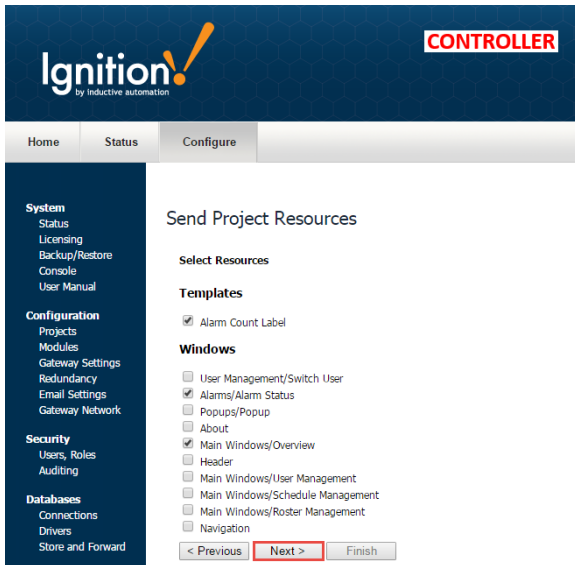 Ignition!
by inductive automation
CONTROLLER
Home Status Configure
System
Status
Licensing
Backup/Restore
Console
User Manual
Configuration
Projects
Modules
Gateway Settings
Redundancy
Email Settings
Gateway Network
Security
Users, Roles
Auditing
Databases
Connections
Drivers
Store and Forward
Send Project Resources
Select Resources
Templates
Alarm Count Label
Windows
User Management/Switch User
Alarms/Alarm Status
Popups/Popup
About
Main Windows/Overview
Header
Main Windows/User Management
Main Windows/Schedule Management
Main Windows/Roster Management
Navigation
< Previous Next > Finish